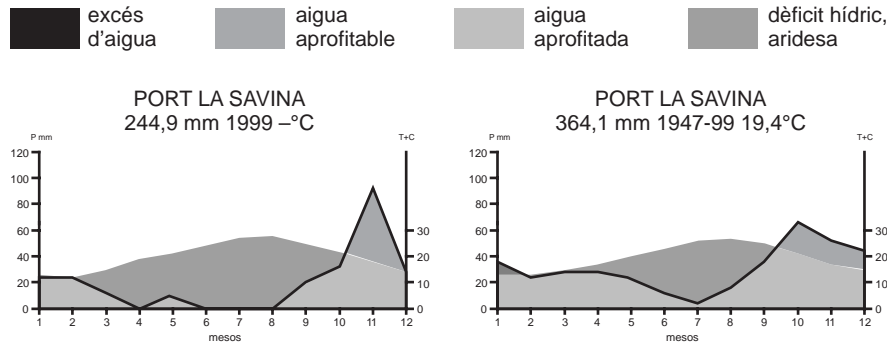 excés
d’aigua
aigua
aprofitable
aigua
aprofitada
dèficit hídric,
aridesa
PORT LA SAVINA
244,9 mm 1999 –°C
P mm
T+C
120
100
80
60
40
20
0
30
20
10
0
1 2 3 4 5 6 7 8 9 10 11 12
mesos
PORT LA SAVINA
364,1 mm 1947-99 19,4°C
P mm
T+C
120
100
80
60
40
20
0
30
20
10
0
1 2 3 4 5 6 7 8 9 10 11 12
mesos